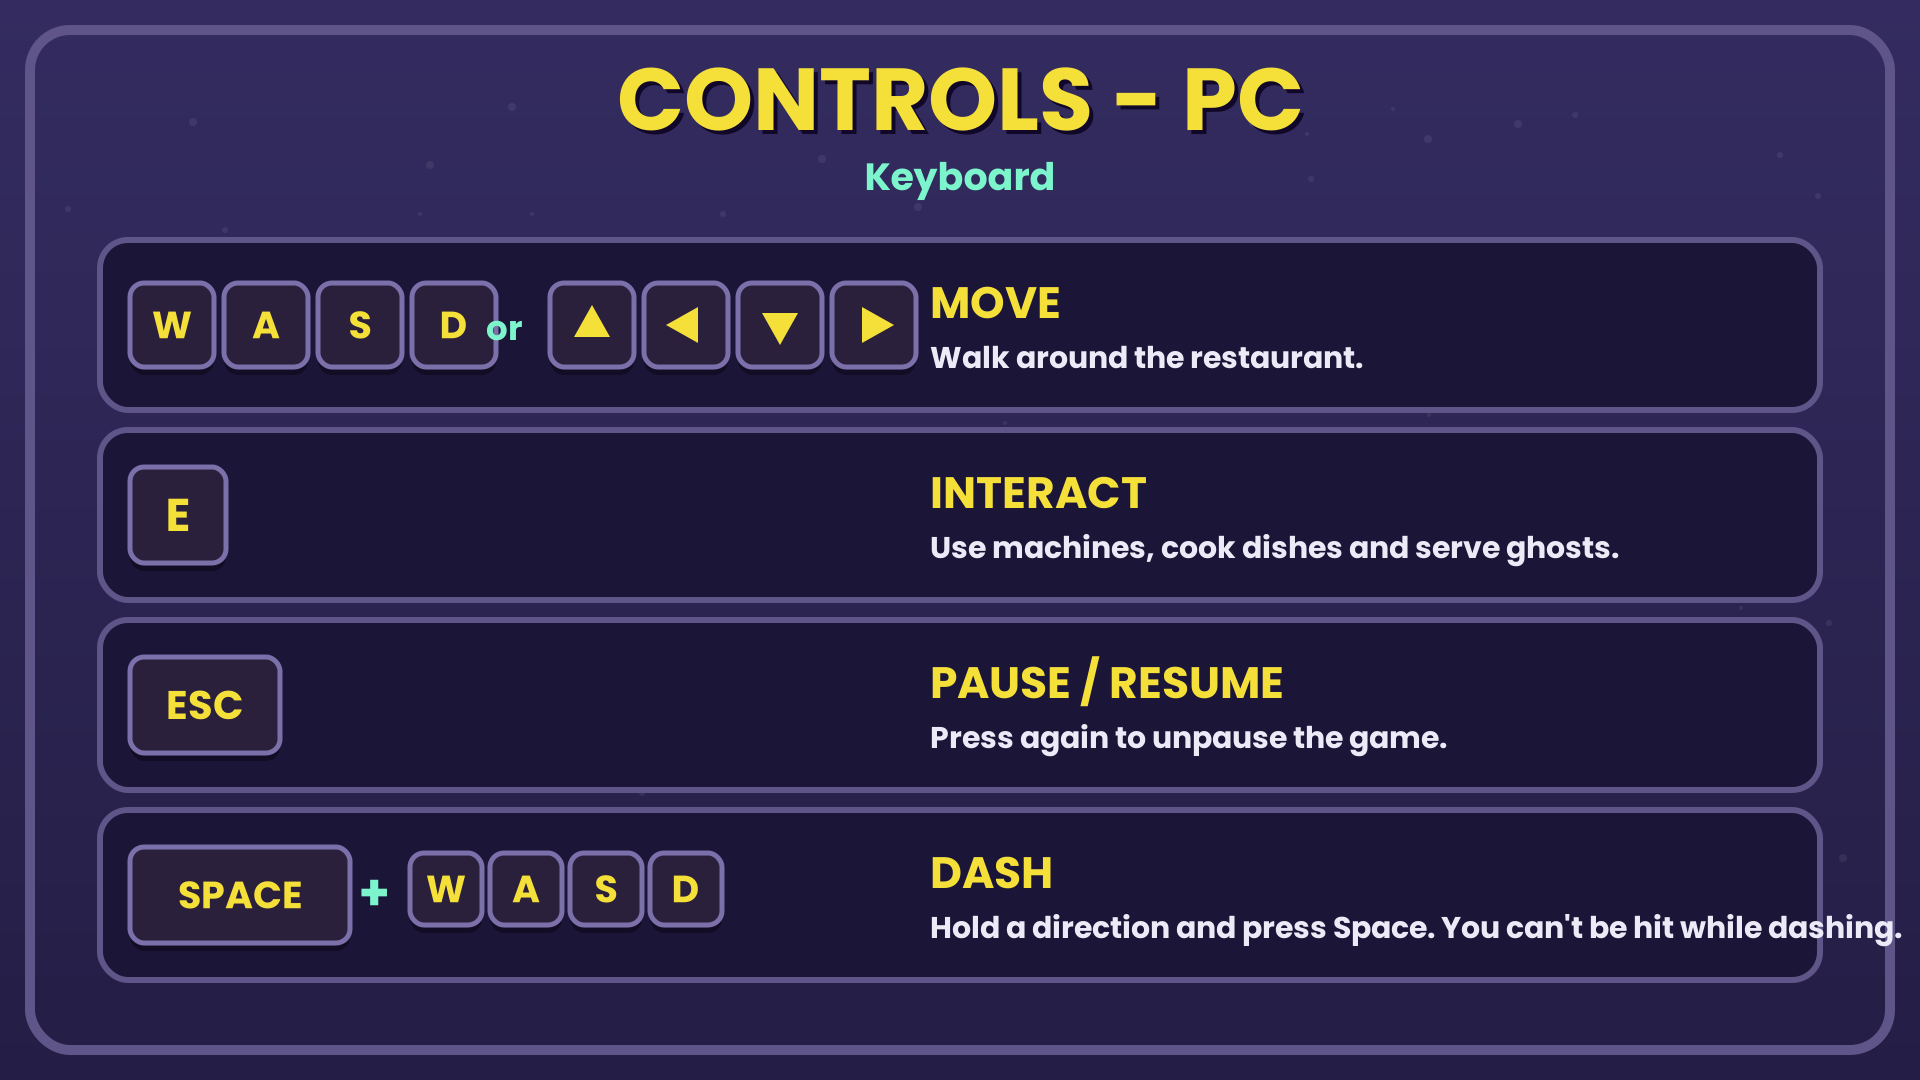 CONTROLS - PC
Keyboard
W A S D or ▲ ◀ ▼ ▶ MOVE
Walk around the restaurant.
E INTERACT
Use machines, cook dishes and serve ghosts.
ESC PAUSE / RESUME
Press again to unpause the game.
SPACE + W A S D DASH
Hold a direction and press Space. You can't be hit while dashing.